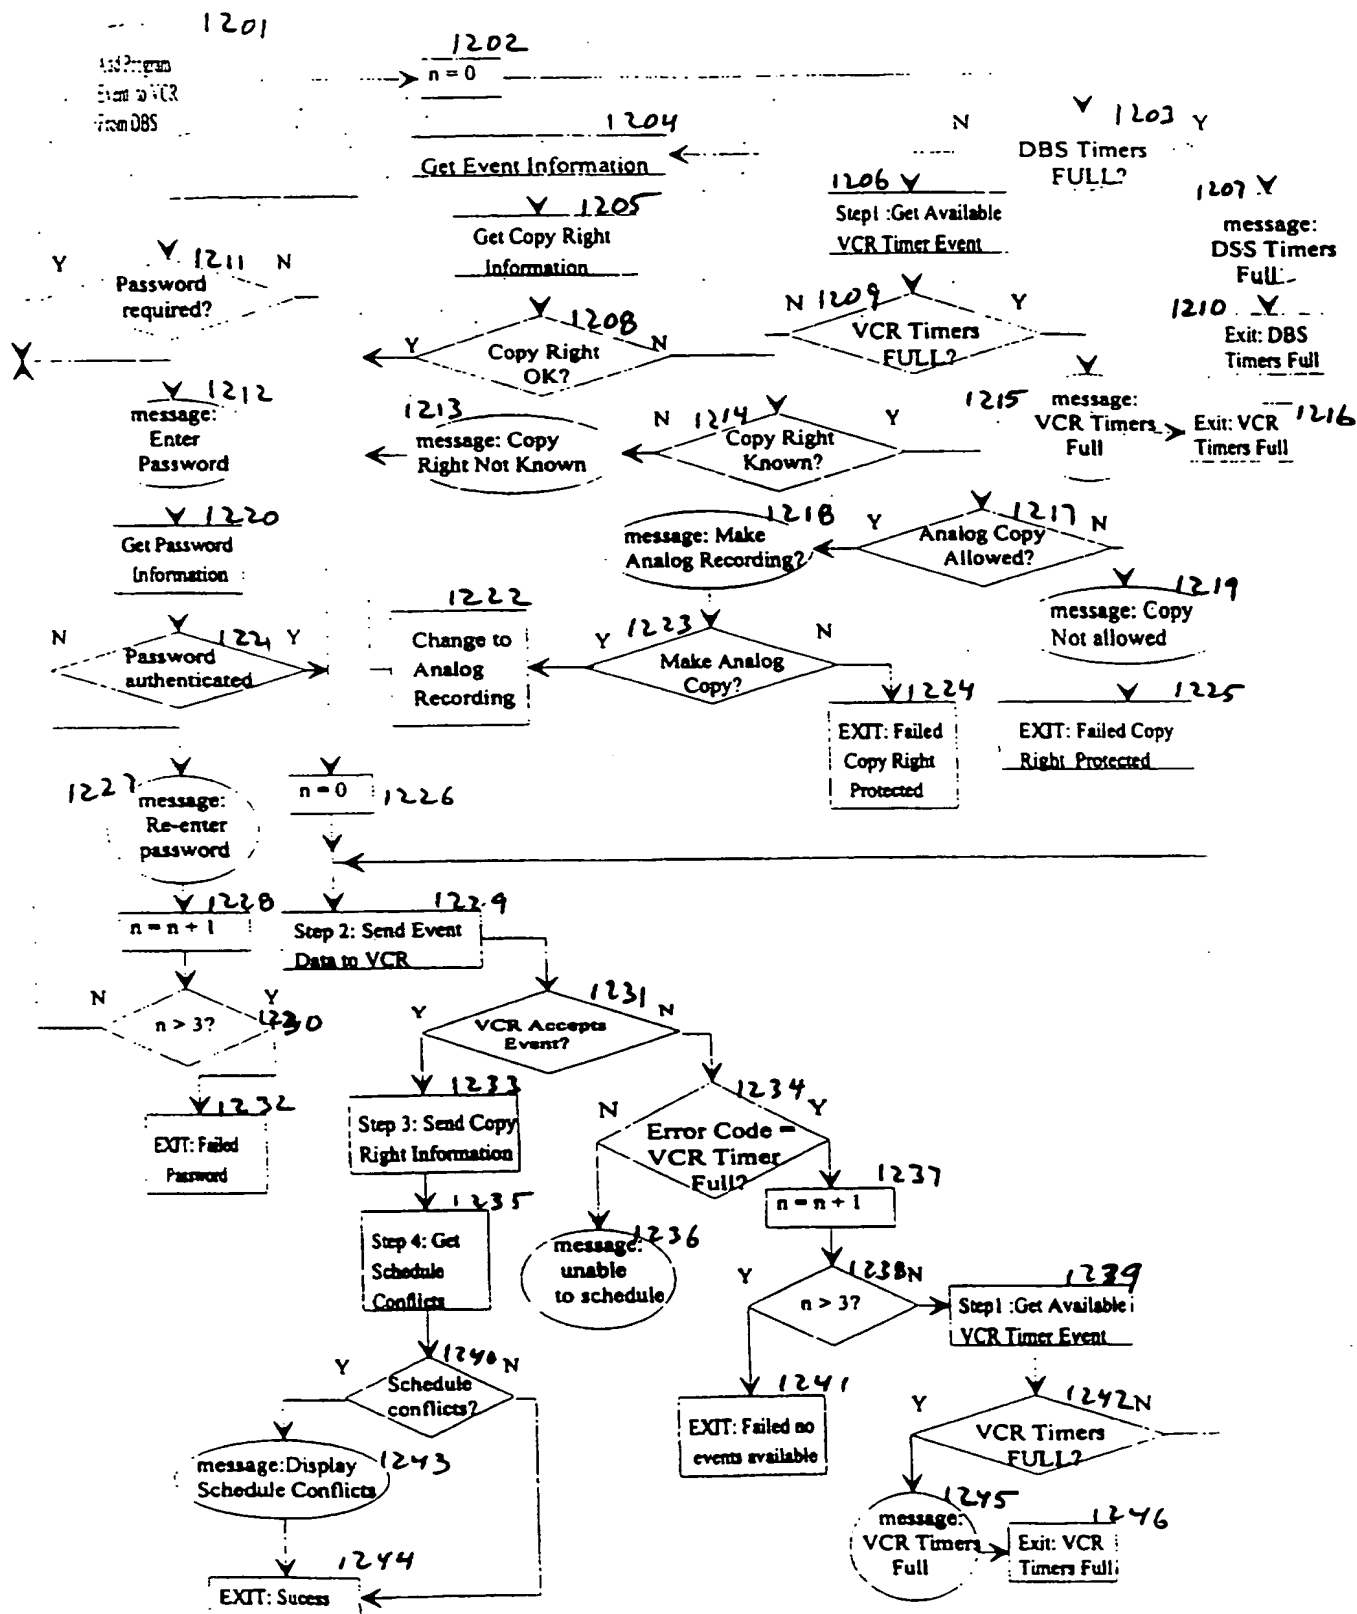 1201
Add Program
Event to VCR
From DBS
1202
n = 0
1203
N
Y
DBS Timers
FULL?
1204
Get Event Information
1205
Get Copy Right
Information
1206
Step1 :Get Available
VCR Timer Event
1207
message:
DSS Timers
Full
1211
Y
N
Password
required?
1208
Y
N
Copy Right
OK?
1209
N
Y
VCR Timers
FULL?
1210
Exit: DBS
Timers Full
1212
message:
Enter
Password
1213
message: Copy
Right Not Known
1214
N
Y
Copy Right
Known?
1215
message:
VCR Timers
Full
1216
Exit: VCR
Timers Full
1220
Get Password
Information
1218
message: Make
Analog Recording?
1217
Y
N
Analog Copy
Allowed?
1219
message: Copy
Not allowed
1221
N
Y
Password
authenticated
1222
Change to
Analog
Recording
1223
Y
N
Make Analog
Copy?
1224
EXIT: Failed
Copy Right
Protected
1225
EXIT: Failed Copy
Right Protected
1227
message:
Re-enter
password
n = 0
1226
1228
n = n + 1
1229
Step 2: Send Event
Data to VCR
N
Y
n > 3?
1230
1231
Y
N
VCR Accepts
Event?
1232
EXIT: Failed
Password
1233
Step 3: Send Copy
Right Information
1234
N
Y
Error Code =
VCR Timer
Full?
1235
Step 4: Get
Schedule
Conflicts
1236
message:
unable
to schedule
1237
n = n + 1
1238
Y
N
n > 3?
1239
Step1 :Get Available
VCR Timer Event
1240
Y
N
Schedule
conflicts?
1241
EXIT: Failed no
events available
1242
Y
N
VCR Timers
FULL?
1243
message:Display
Schedule Conflicts
1244
EXIT: Sucess
1245
message:
VCR Timers
Full
1246
Exit: VCR
Timers Full